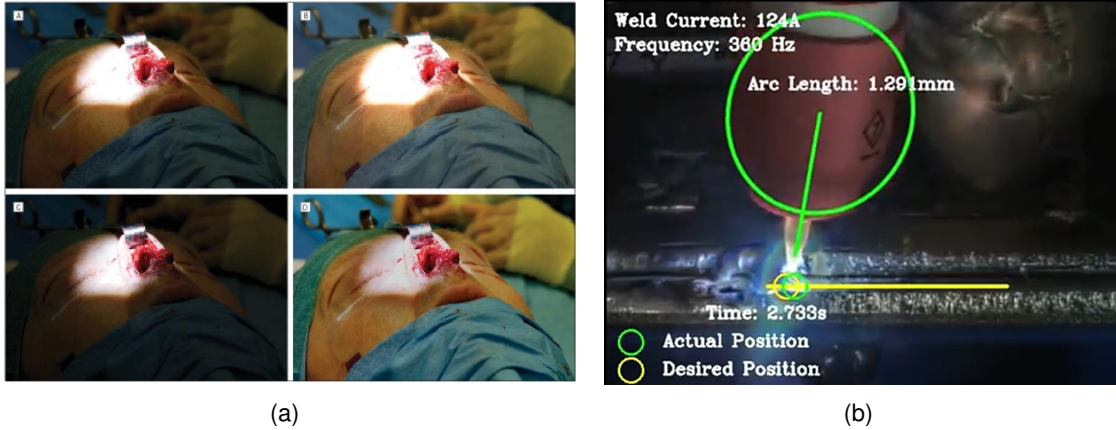 A
B
C
D
Weld Current: 124A
Frequency: 360 Hz
Arc Length: 1.291mm
Time: 2.733s
Actual Position
Desired Position
(a)
(b)